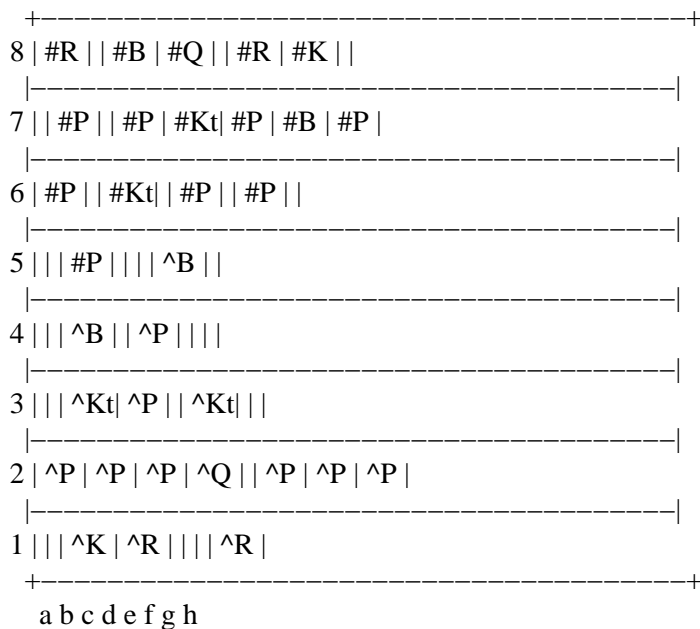 +−−−−−−−−−−−−−−−−−−−−−−−−−−−−−−−−−−−−−−−+
8 | #R | | #B | #Q | | #R | #K | |
|−−−−−−−−−−−−−−−−−−−−−−−−−−−−−−−−−−−−−−−|
7 | | #P | | #P | #Kt| #P | #B | #P |
|−−−−−−−−−−−−−−−−−−−−−−−−−−−−−−−−−−−−−−−|
6 | #P | | #Kt| | #P | | #P | |
|−−−−−−−−−−−−−−−−−−−−−−−−−−−−−−−−−−−−−−−|
5 | | | #P | | | | ^B | |
|−−−−−−−−−−−−−−−−−−−−−−−−−−−−−−−−−−−−−−−|
4 | | | ^B | | ^P | | | |
|−−−−−−−−−−−−−−−−−−−−−−−−−−−−−−−−−−−−−−−|
3 | | | ^Kt| ^P | | ^Kt| | |
|−−−−−−−−−−−−−−−−−−−−−−−−−−−−−−−−−−−−−−−|
2 | ^P | ^P | ^P | ^Q | | ^P | ^P | ^P |
|−−−−−−−−−−−−−−−−−−−−−−−−−−−−−−−−−−−−−−−|
1 | | | ^K | ^R | | | | ^R |
+−−−−−−−−−−−−−−−−−−−−−−−−−−−−−−−−−−−−−−−+
a b c d e f g h